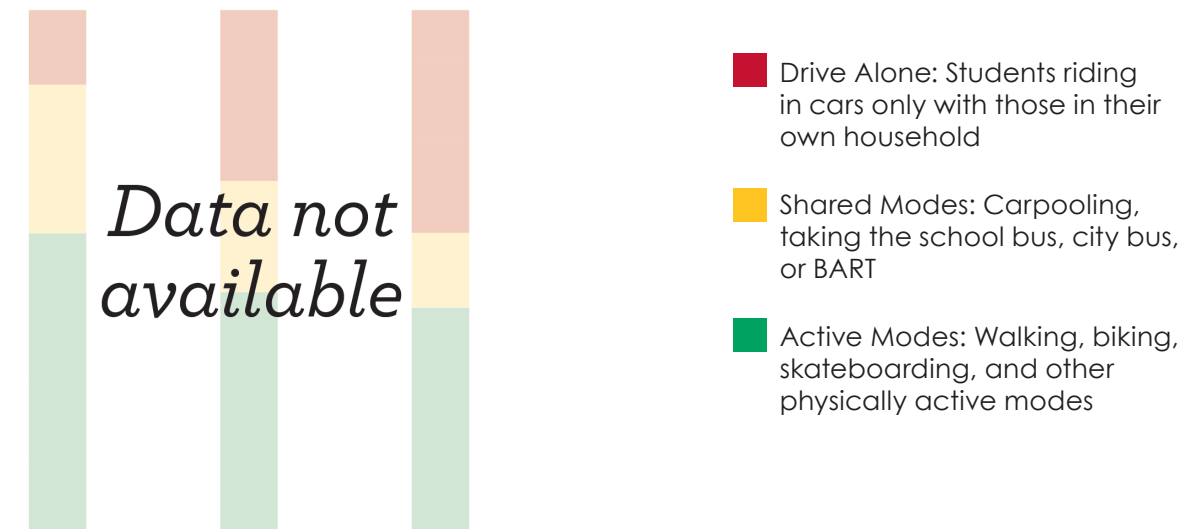 Data not
available
Drive Alone: Students riding
in cars only with those in their
own household
Shared Modes: Carpooling,
taking the school bus, city bus,
or BART
Active Modes: Walking, biking,
skateboarding, and other
physically active modes